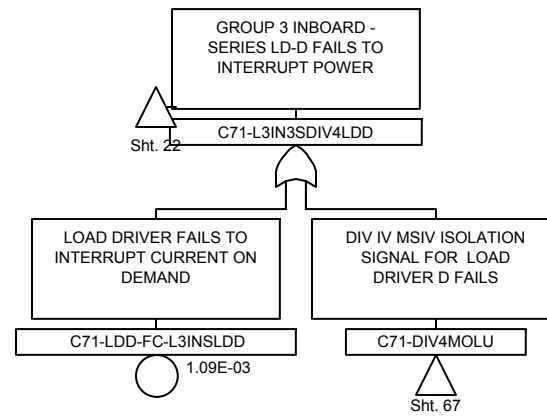 GROUP 3 INBOARD -
SERIES LD-D FAILS TO
INTERRUPT POWER
Sht. 22
C71-L3IN3SDIV4LDD
LOAD DRIVER FAILS TO
INTERRUPT CURRENT ON
DEMAND
C71-LDD-FC-L3INSLDD
1.09E-03
DIV IV MSIV ISOLATION
SIGNAL FOR LOAD
DRIVER D FAILS
C71-DIV4MOLU
Sht. 67